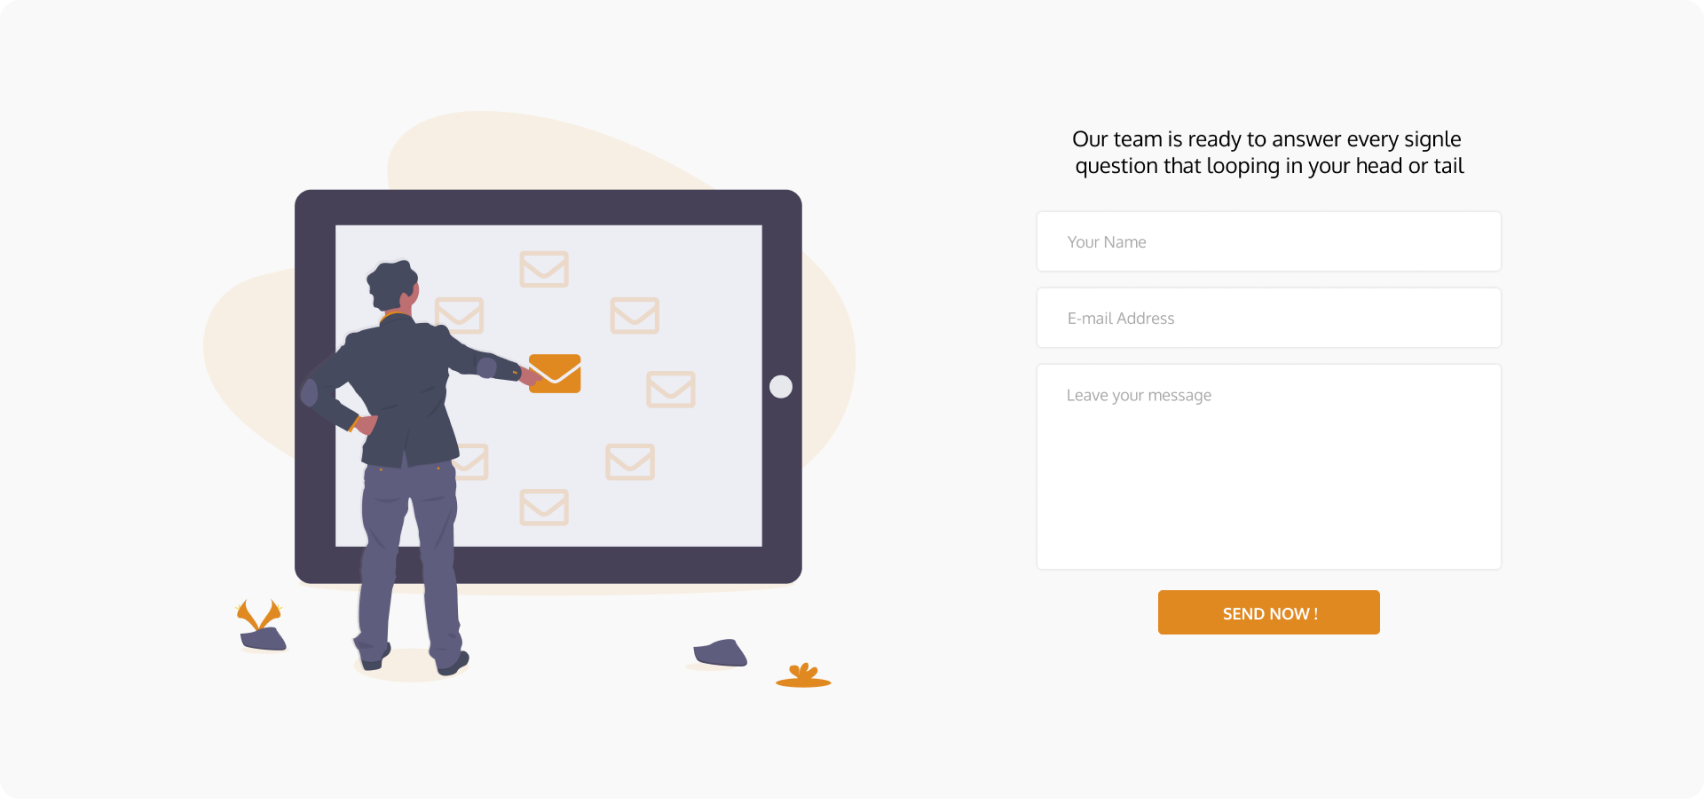 Our team is ready to answer every signle
question that looping in your head or tail
Your Name
E-mail Address
Leave your message
SEND NOW !